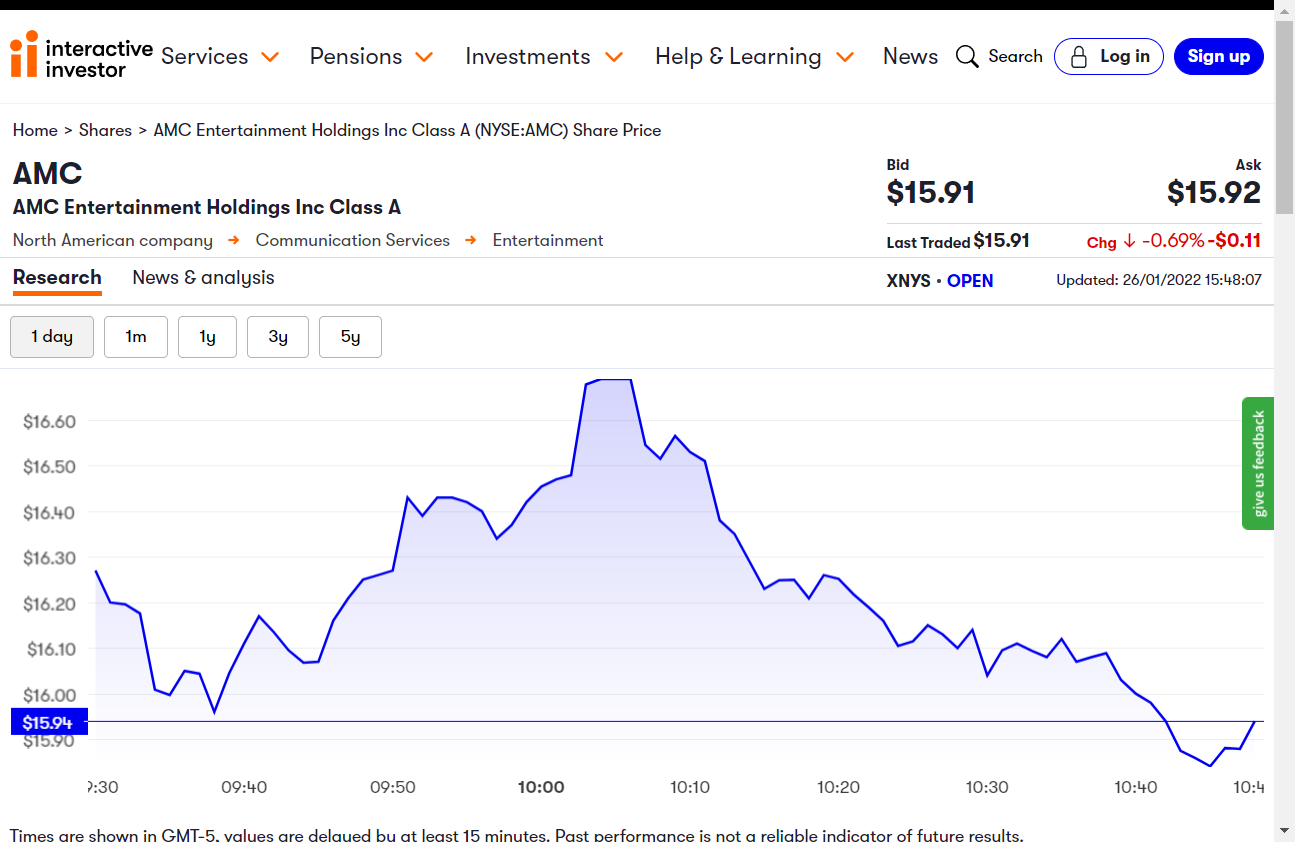 interactive investor
Services Pensions Investments Help & Learning News Search Log in Sign up
Home > Shares > AMC Entertainment Holdings Inc Class A (NYSE:AMC) Share Price
AMC
AMC Entertainment Holdings Inc Class A
North American company → Communication Services → Entertainment
Bid Ask
$15.91 $15.92
Last Traded $15.91 Chg ↓ -0.69% -$0.11
Research News & analysis
XNYS • OPEN Updated: 26/01/2022 15:48:07
1 day 1m 1y 3y 5y
$16.60
$16.50
$16.40
$16.30
$16.20
$16.10
$16.00
$15.94
$15.90
9:30 09:40 09:50 10:00 10:10 10:20 10:30 10:40 10:4
give us feedback
Times are shown in GMT-5, values are delayed by at least 15 minutes. Past performance is not a reliable indicator of future results.